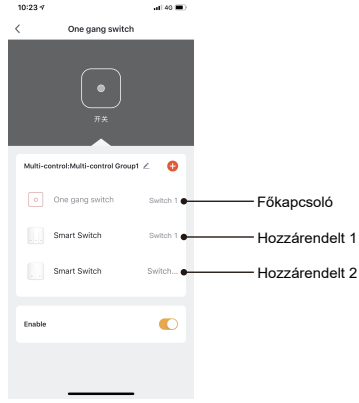 10:23
4G
One gang switch
开关
Multi-control:Multi-control Group1
One gang switch Switch 1 Főkapcsoló
Smart Switch Switch 1 Hozzárendelt 1
Smart Switch Switch... Hozzárendelt 2
Enable